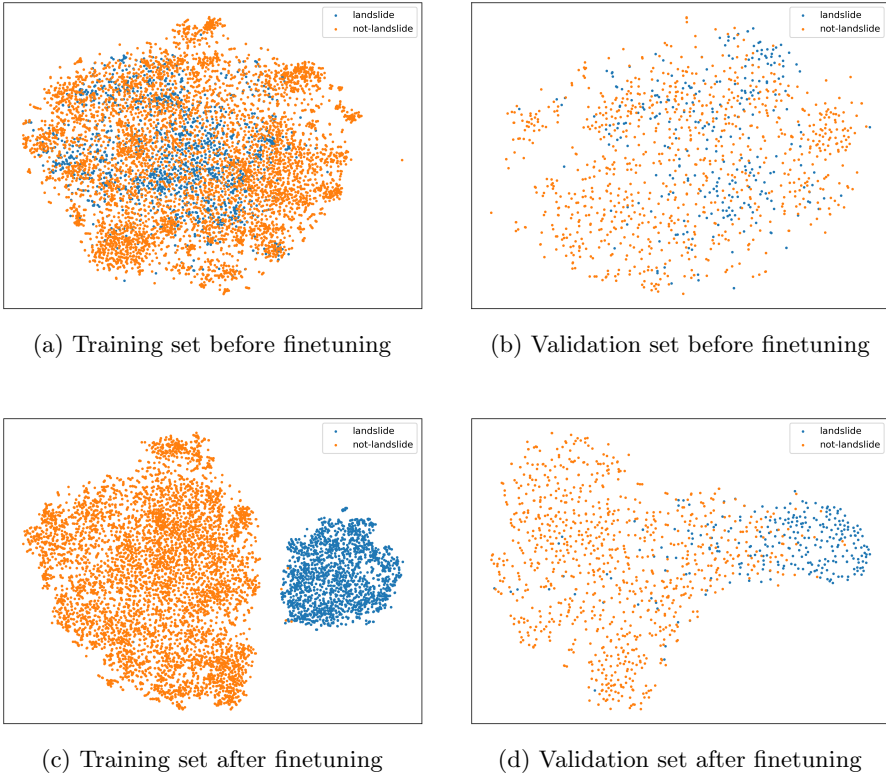 landslide
not-landslide
landslide
not-landslide
(a) Training set before finetuning
(b) Validation set before finetuning
landslide
not-landslide
landslide
not-landslide
(c) Training set after finetuning
(d) Validation set after finetuning